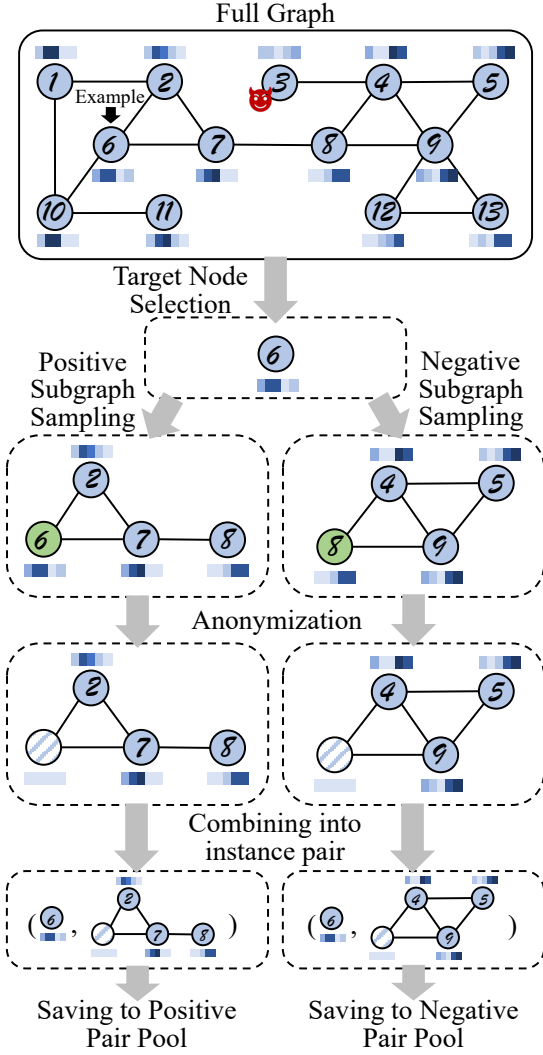 Full Graph
1 2 3 4 5
Example
6 7 8 9
10 11 12 13
Target Node
Selection
6
Positive
Subgraph
Sampling
Negative
Subgraph
Sampling
2
6 7 8
4 5
8 9
Anonymization
2
7 8
4 5
9
Combining into
instance pair
2
( 6 , 7 8 )
4 5
( 6 , 9 )
Saving to Positive
Pair Pool
Saving to Negative
Pair Pool